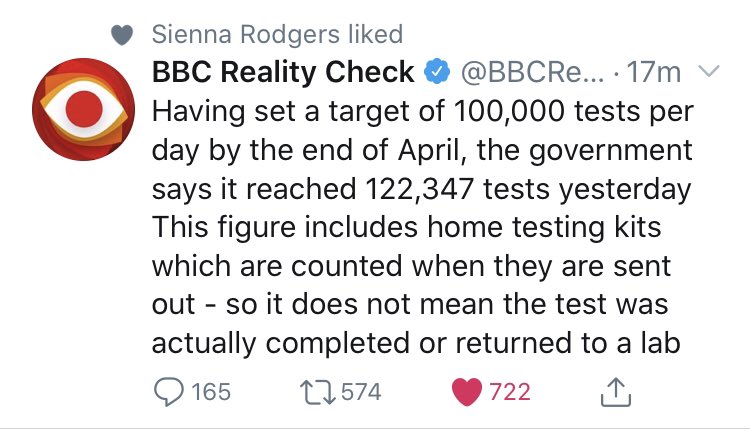 Sienna Rodgers liked
BBC Reality Check @BBCRe... · 17m
Having set a target of 100,000 tests per
day by the end of April, the government
says it reached 122,347 tests yesterday
This figure includes home testing kits
which are counted when they are sent
out - so it does not mean the test was
actually completed or returned to a lab
165 574 722